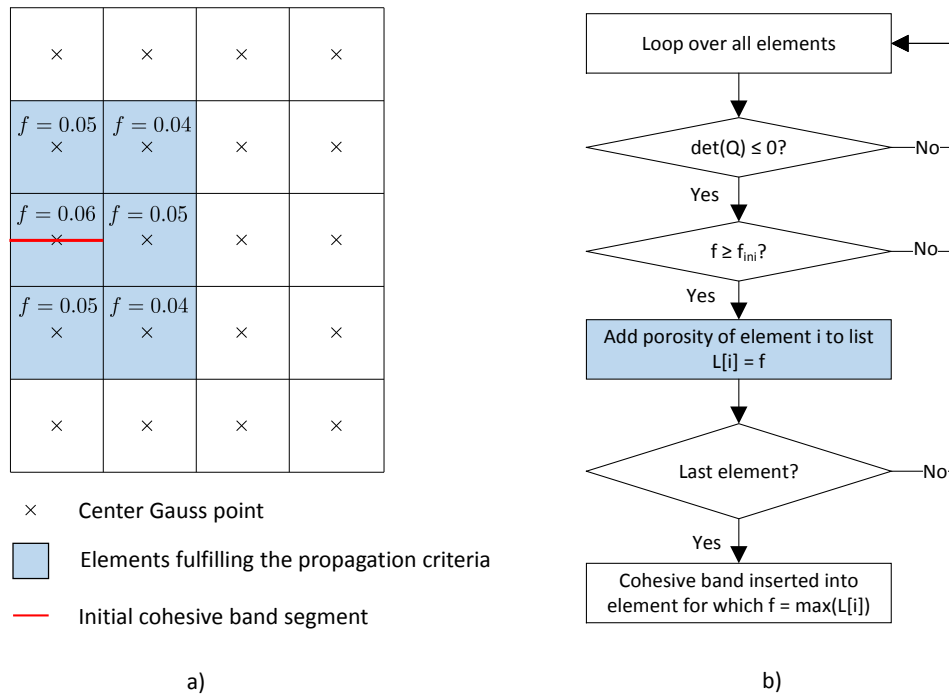 f = 0.05
f = 0.04
f = 0.06
f = 0.05
f = 0.05
f = 0.04
Center Gauss point
Elements fulfilling the propagation criteria
Initial cohesive band segment
a)
Loop over all elements
det(Q) ≤ 0?
No
Yes
f ≥ f_ini?
No
Yes
Add porosity of element i to list
L[i] = f
Last element?
No
Yes
Cohesive band inserted into
element for which f = max(L[i])
b)